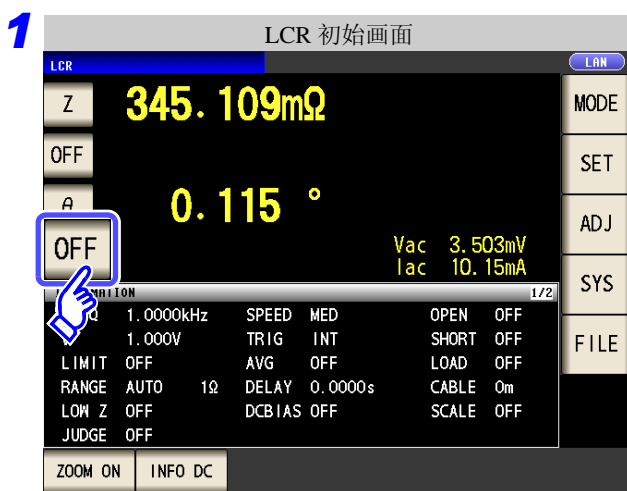 1
LCR 初始画面
LCR
LAN
Z 345.109mΩ
OFF
θ 0.115 °
OFF
Vac 3.503mV
Iac 10.15mA
1/2
1.0000kHz SPEED MED OPEN OFF
V 1.000V TRIG INT SHORT OFF
LIMIT OFF AVG OFF LOAD OFF
RANGE AUTO 1Ω DELAY 0.0000s CABLE 0m
LOW Z OFF DCBIAS OFF SCALE OFF
JUDGE OFF
ZOOM ON INFO DC
MODE
SET
ADJ
SYS
FILE